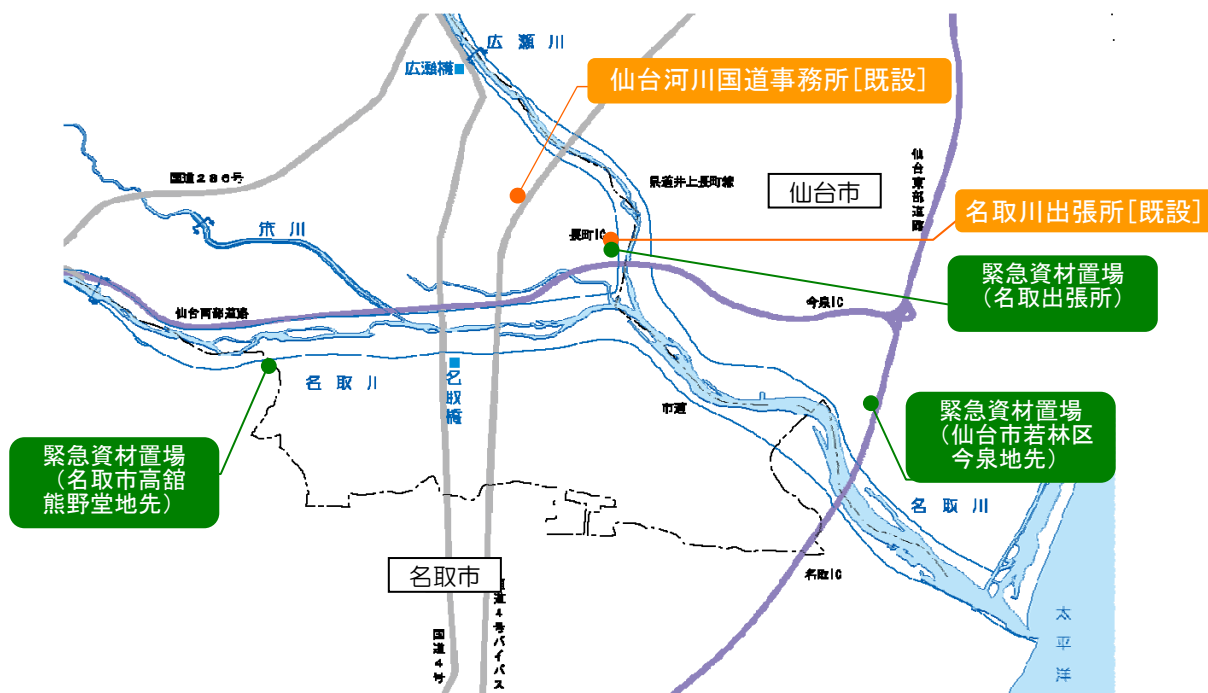 広瀬川
広瀬橋
仙台河川国道事務所[既設]
国道286号
県道井上長町線
仙台市
仙台東部道路
名取川出張所[既設]
長町IC
緊急資材置場
（名取出張所）
今泉IC
仙台南部道路
名取川
名取橋
市道
緊急資材置場
（仙台市若林区
今泉地先）
緊急資材置場
（名取市高舘
熊野堂地先）
名取川
名取市
名取IC
国道4号
道4号バイパス
太平洋